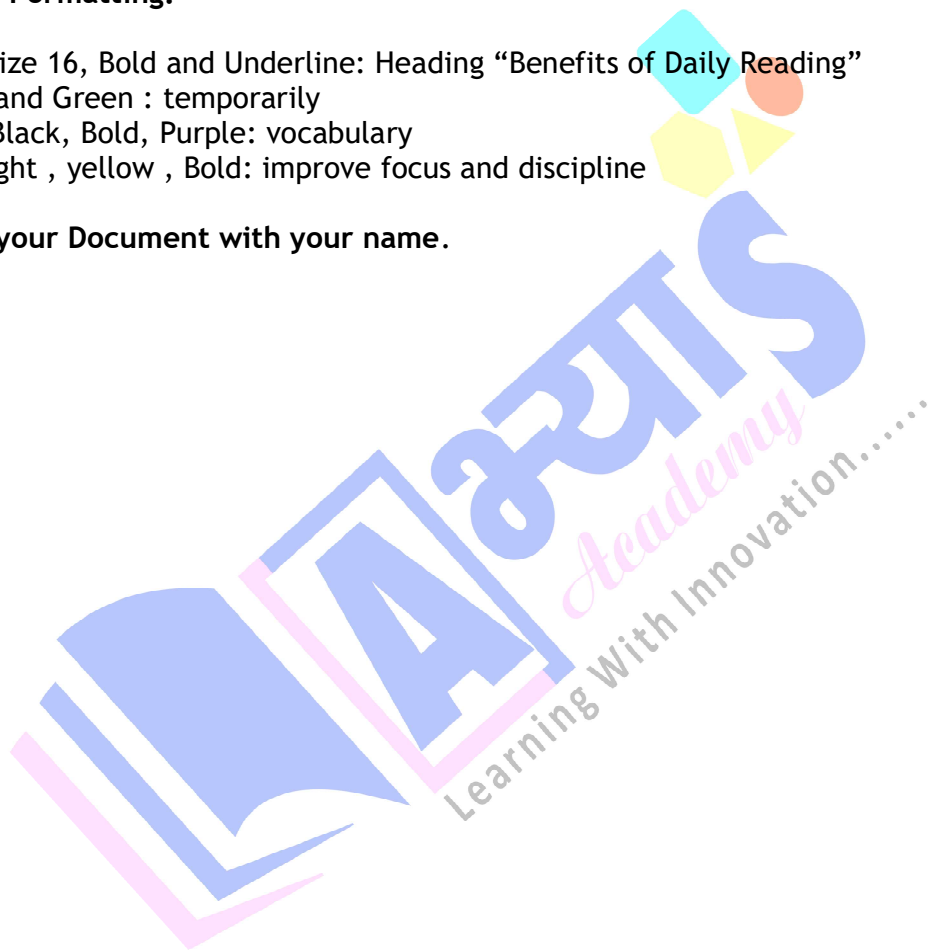 Formatting:
ize 16, Bold and Underline: Heading “Benefits of Daily Reading”
and Green : temporarily
Black, Bold, Purple: vocabulary
ght , yellow , Bold: improve focus and discipline
your Document with your name.
Aभ्याS
Academy
Learning With Innovation......